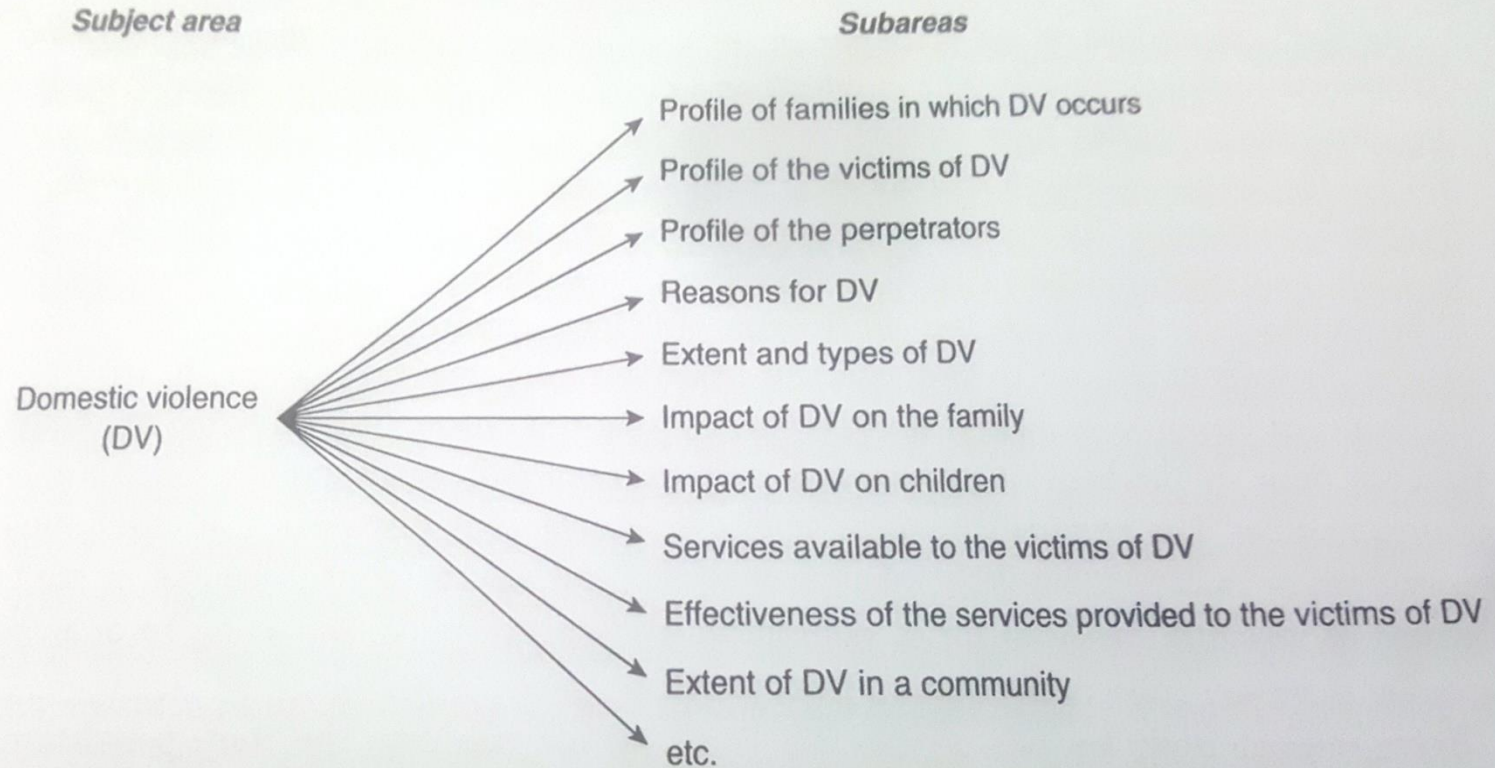 Subject area
Subareas
Profile of families in which DV occurs
Profile of the victims of DV
Profile of the perpetrators
Reasons for DV
Extent and types of DV
Domestic violence
(DV)
Impact of DV on the family
Impact of DV on children
Services available to the victims of DV
Effectiveness of the services provided to the victims of DV
Extent of DV in a community
etc.